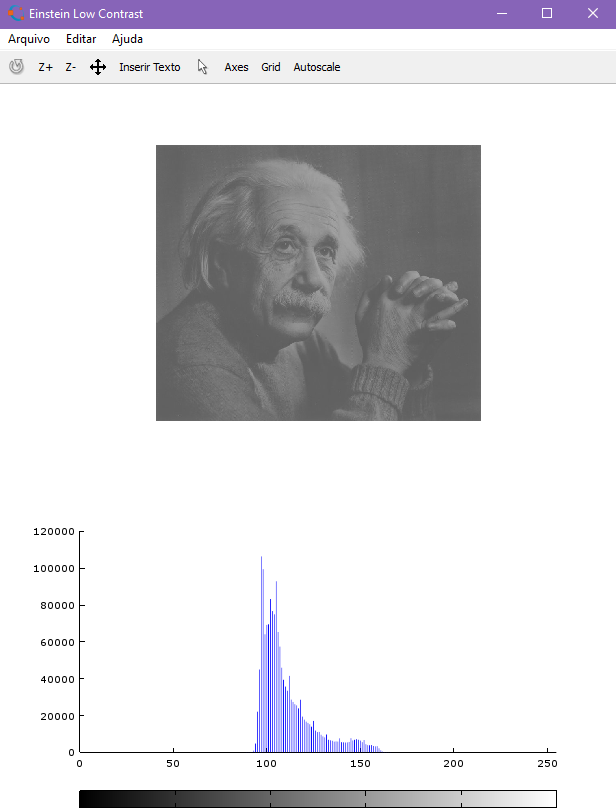 Einstein Low Contrast
Arquivo Editar Ajuda
Z+ Z- Inserir Texto Axes Grid Autoscale
120000
100000
80000
60000
40000
20000
0
0 50 100 150 200 250